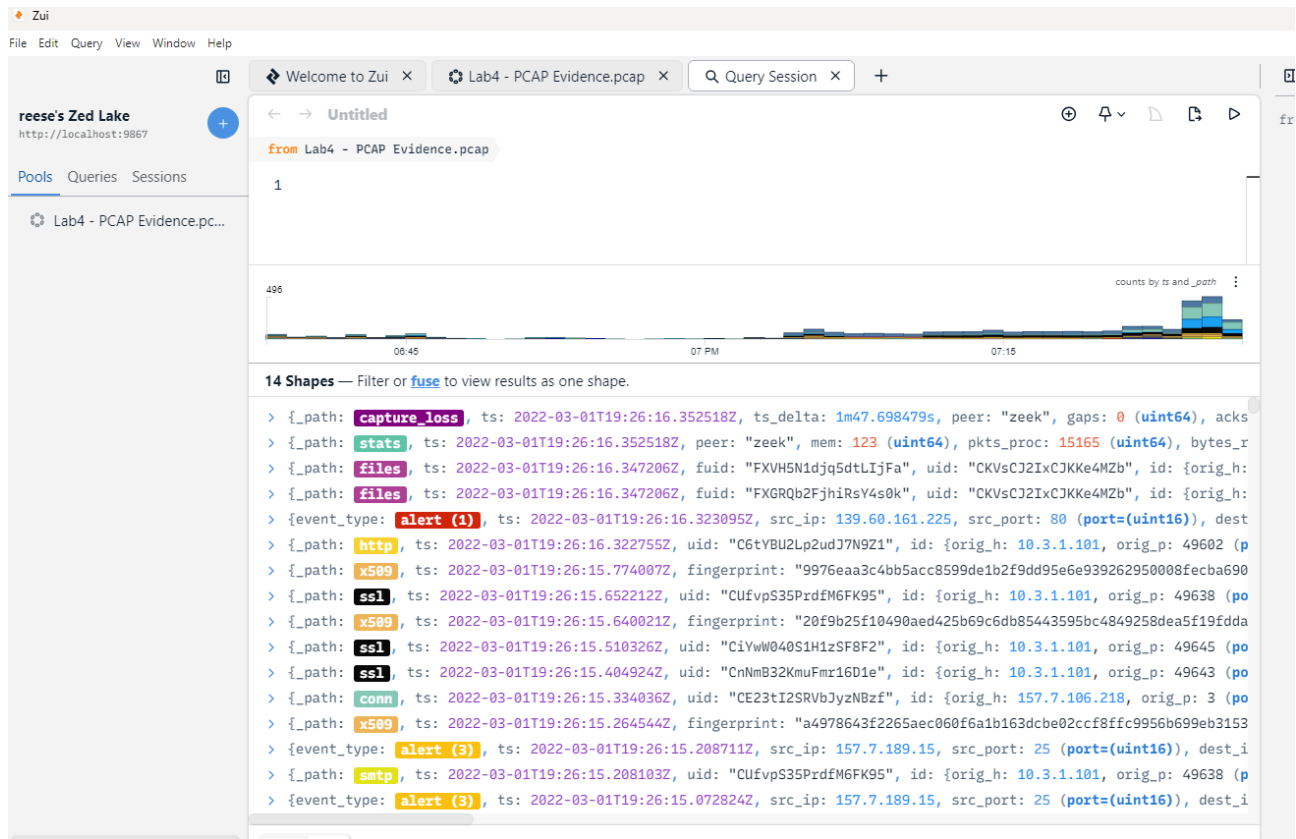 Zui
File Edit Query View Window Help
Welcome to Zui ×
Lab4 - PCAP Evidence.pcap ×
Query Session ×
+
reese's Zed Lake
http://localhost:9867
+
Pools Queries Sessions
Lab4 - PCAP Evidence.pc...
Untitled
from Lab4 - PCAP Evidence.pcap
1
counts by ts and _path
496
06:45 07 PM 07:15
14 Shapes — Filter or fuse to view results as one shape.
> {_path: capture_loss, ts: 2022-03-01T19:26:16.352518Z, ts_delta: 1m47.698479s, peer: "zeek", gaps: 0 (uint64), acks
> {_path: stats, ts: 2022-03-01T19:26:16.352518Z, peer: "zeek", mem: 123 (uint64), pkts_proc: 15165 (uint64), bytes_r
> {_path: files, ts: 2022-03-01T19:26:16.347206Z, fuid: "FXVH5N1djq5dtLIjFa", uid: "CKVsCJ2IxCJKKe4MZb", id: {orig_h:
> {_path: files, ts: 2022-03-01T19:26:16.347206Z, fuid: "FXGRQb2FjhiRsY4s0k", uid: "CKVsCJ2IxCJKKe4MZb", id: {orig_h:
> {event_type: alert (1), ts: 2022-03-01T19:26:16.323095Z, src_ip: 139.60.161.225, src_port: 80 (port=(uint16)), dest
> {_path: http, ts: 2022-03-01T19:26:16.322755Z, uid: "C6tYBU2Lp2udJ7N9Z1", id: {orig_h: 10.3.1.101, orig_p: 49602 (p
> {_path: x509, ts: 2022-03-01T19:26:15.774007Z, fingerprint: "9976eaa3c4bb5acc8599de1b2f9dd95e6e939262950008fecba690
> {_path: ssl, ts: 2022-03-01T19:26:15.652212Z, uid: "CUfvpS35PrdfM6FK95", id: {orig_h: 10.3.1.101, orig_p: 49638 (po
> {_path: x509, ts: 2022-03-01T19:26:15.640021Z, fingerprint: "20f9b25f10490aed425b69c6db85443595bc4849258dea5f19fdda
> {_path: ssl, ts: 2022-03-01T19:26:15.510326Z, uid: "CiYwW040S1H1zSF8F2", id: {orig_h: 10.3.1.101, orig_p: 49645 (po
> {_path: ssl, ts: 2022-03-01T19:26:15.404924Z, uid: "CnNmB32KmuFmr16D1e", id: {orig_h: 10.3.1.101, orig_p: 49643 (po
> {_path: conn, ts: 2022-03-01T19:26:15.334036Z, uid: "CE23tI2SRVbJyzNBzf", id: {orig_h: 157.7.106.218, orig_p: 3 (po
> {_path: x509, ts: 2022-03-01T19:26:15.264544Z, fingerprint: "a4978643f2265aec060f6a1b163dcbe02ccf8ffc9956b699eb3153
> {event_type: alert (3), ts: 2022-03-01T19:26:15.208711Z, src_ip: 157.7.189.15, src_port: 25 (port=(uint16)), dest_i
> {_path: smtp, ts: 2022-03-01T19:26:15.208103Z, uid: "CUfvpS35PrdfM6FK95", id: {orig_h: 10.3.1.101, orig_p: 49638 (p
> {event_type: alert (3), ts: 2022-03-01T19:26:15.072824Z, src_ip: 157.7.189.15, src_port: 25 (port=(uint16)), dest_i
fr